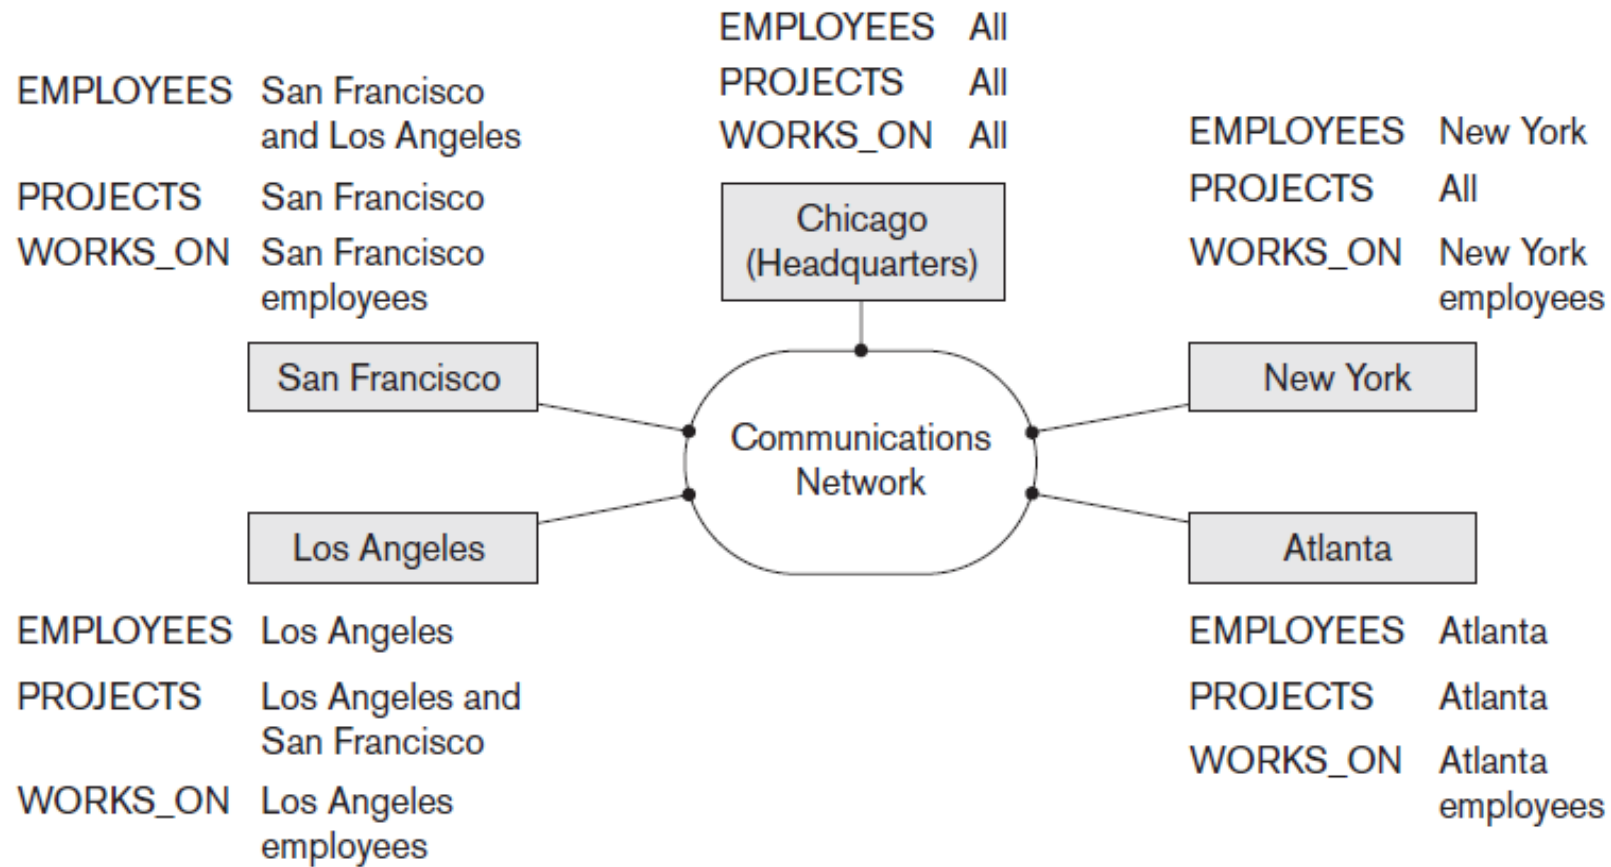 EMPLOYEES All
PROJECTS All
WORKS_ON All
Chicago
(Headquarters)
EMPLOYEES San Francisco
and Los Angeles
PROJECTS San Francisco
WORKS_ON San Francisco
employees
San Francisco
EMPLOYEES New York
PROJECTS All
WORKS_ON New York
employees
New York
Communications
Network
Los Angeles
EMPLOYEES Los Angeles
PROJECTS Los Angeles and
San Francisco
WORKS_ON Los Angeles
employees
Atlanta
EMPLOYEES Atlanta
PROJECTS Atlanta
WORKS_ON Atlanta
employees